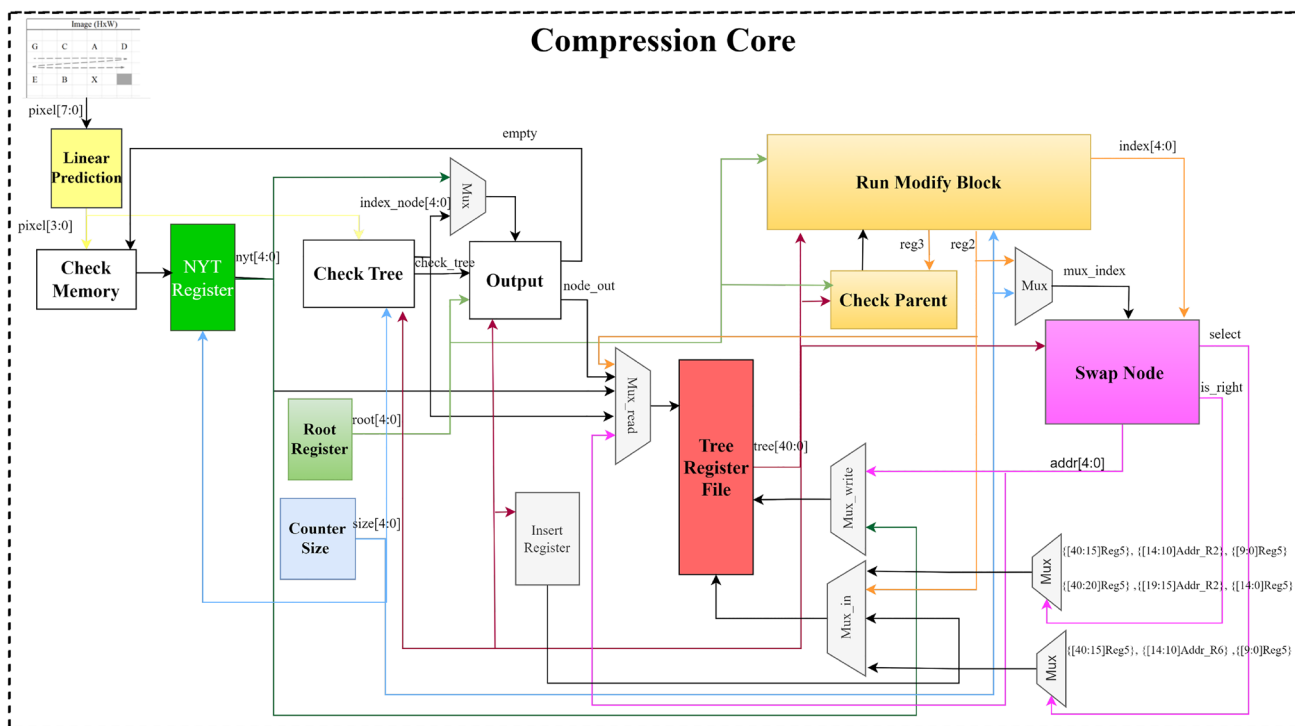 Image (HxW)
Compression Core
G C A D
E B X
pixel[7:0]
Linear
Prediction
pixel[3:0]
Check
Memory
NYT
Register
nyt[4:0]
empty
index_node[4:0]
Mux
Check Tree
check_tree
Output
node_out
Run Modify Block
index[4:0]
reg3
reg2
Check Parent
Mux
mux_index
Swap Node
select
is_right
addr[4:0]
Root
Register
root[4:0]
Counter
Size
size[4:0]
Mux_read
Tree
Register
File
tree[40:0]
Insert
Register
Mux_write
Mux_in
Mux
{[40:15]Reg5}, {[14:10]Addr_R2}, {[9:0]Reg5}
{[40:20]Reg5} ,{[19:15]Addr_R2}, {[14:0]Reg5}
Mux
{[40:15]Reg5}, {[14:10]Addr_R6} ,{[9:0]Reg5}